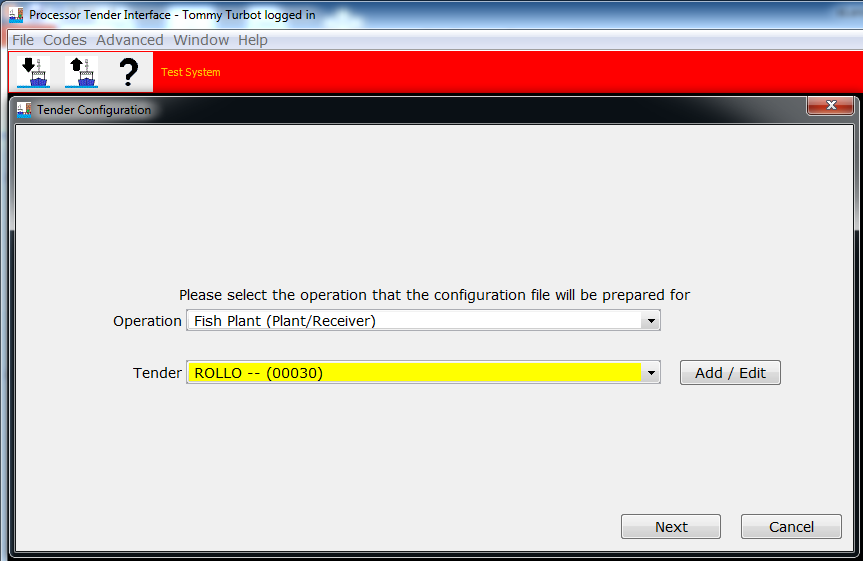 Processor Tender Interface - Tommy Turbot logged in
File Codes Advanced Window Help
? Test System
Tender Configuration
Please select the operation that the configuration file will be prepared for
Operation Fish Plant (Plant/Receiver)
Tender ROLLO -- (00030) Add / Edit
Next Cancel